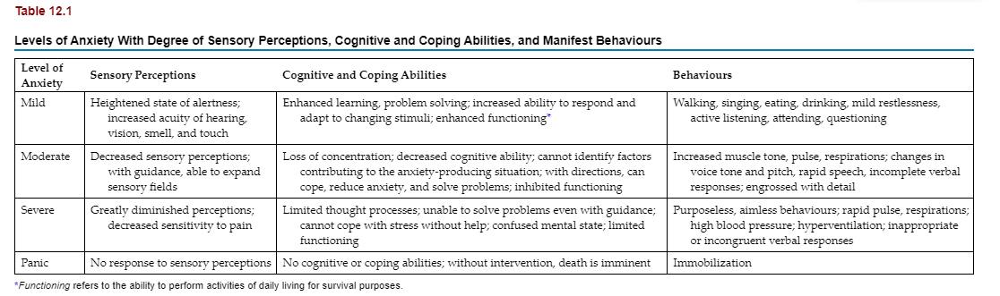 Table 12.1
Levels of Anxiety With Degree of Sensory Perceptions, Cognitive and Coping Abilities, and Manifest Behaviours
Level of Anxiety
Sensory Perceptions
Cognitive and Coping Abilities
Behaviours
Mild
Heightened state of alertness;
increased acuity of hearing,
vision, smell, and touch
Enhanced learning, problem solving; increased ability to respond and
adapt to changing stimuli; enhanced functioning*
Walking, singing, eating, drinking, mild restlessness,
active listening, attending, questioning
Moderate
Decreased sensory perceptions;
with guidance, able to expand
sensory fields
Loss of concentration; decreased cognitive ability; cannot identify factors
contributing to the anxiety-producing situation; with directions, can
cope, reduce anxiety, and solve problems; inhibited functioning
Increased muscle tone, pulse, respirations; changes in
voice tone and pitch, rapid speech, incomplete verbal
responses; engrossed with detail
Severe
Greatly diminished perceptions;
decreased sensitivity to pain
Limited thought processes; unable to solve problems even with guidance;
cannot cope with stress without help; confused mental state; limited
functioning
Purposeless, aimless behaviours; rapid pulse, respirations;
high blood pressure; hyperventilation; inappropriate
or incongruent verbal responses
Panic
No response to sensory perceptions
No cognitive or coping abilities; without intervention, death is imminent
Immobilization
*Functioning refers to the ability to perform activities of daily living for survival purposes.